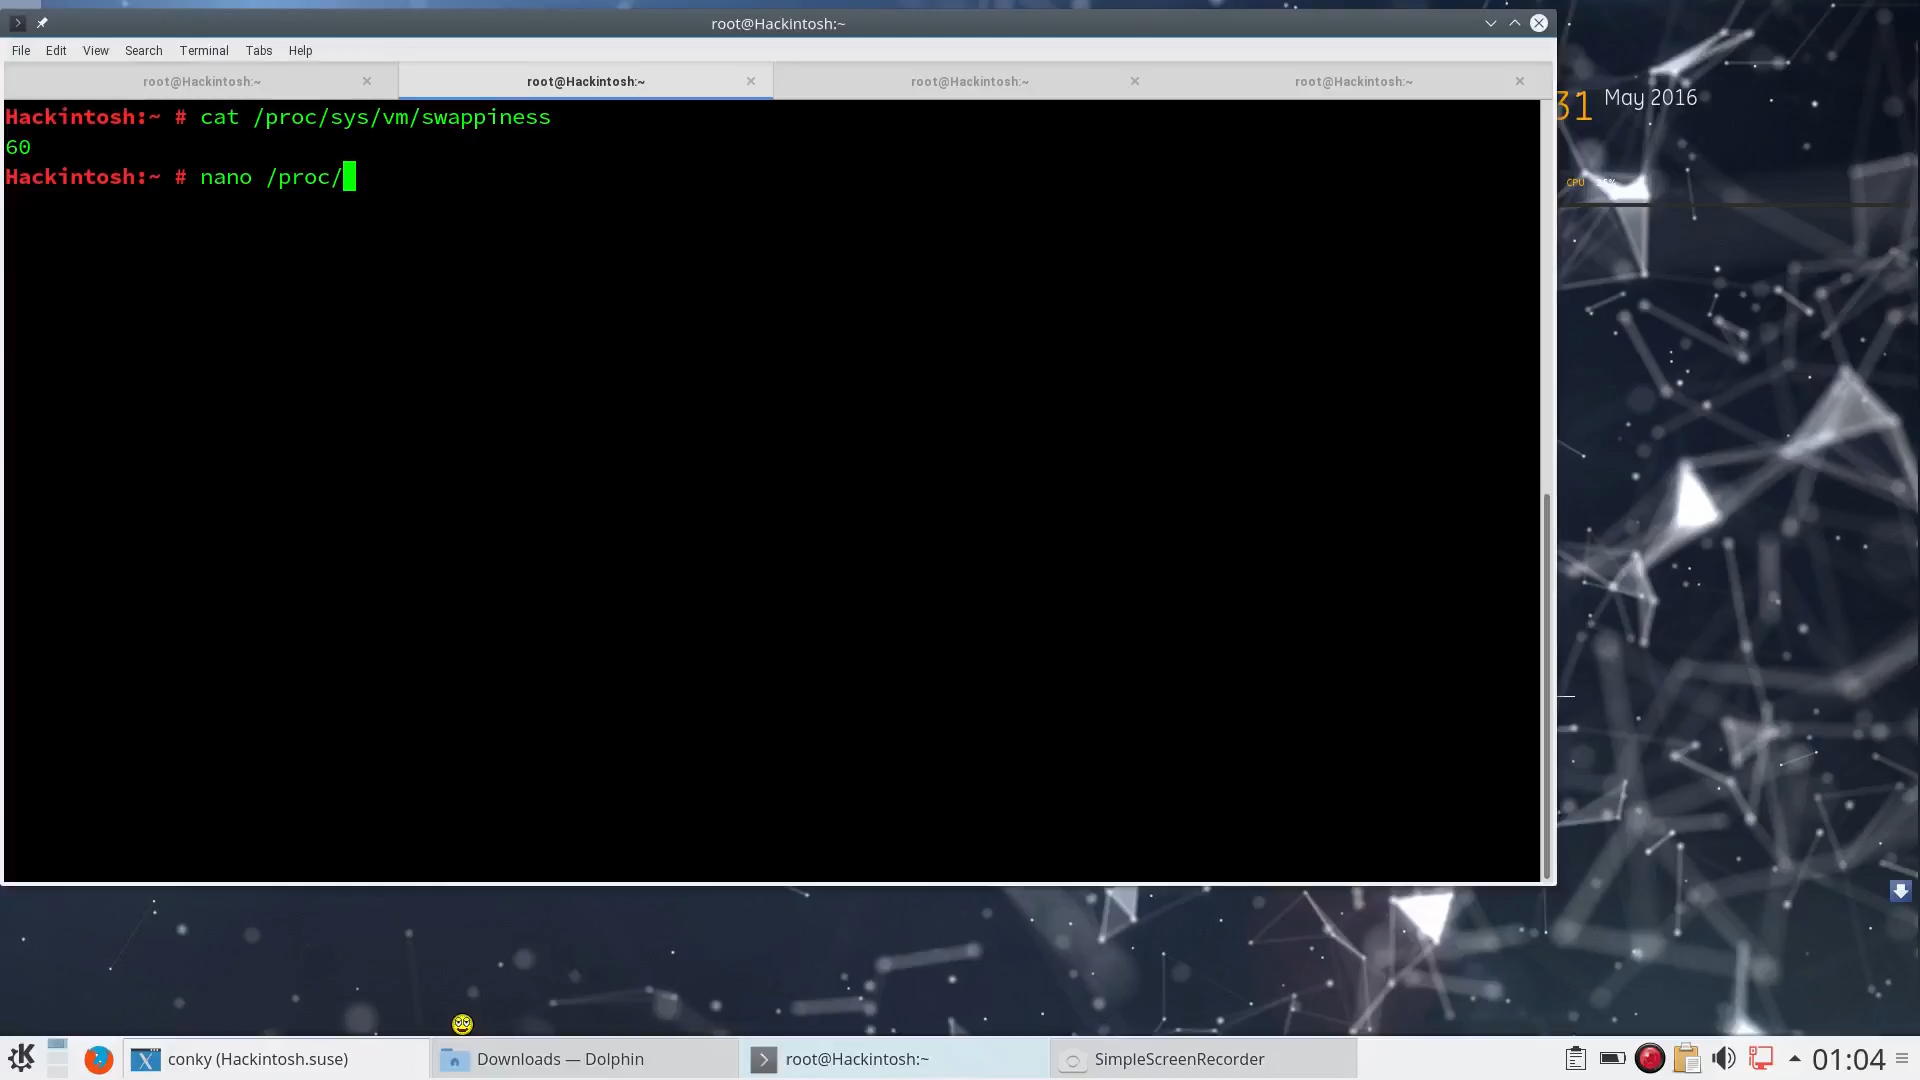 root@Hackintosh:~
File Edit View Search Terminal Tabs Help
root@Hackintosh:~ root@Hackintosh:~ root@Hackintosh:~ root@Hackintosh:~
Hackintosh:~ # cat /proc/sys/vm/swappiness
60
Hackintosh:~ # nano /proc/
31 May 2016
CPU
conky (Hackintosh.suse) Downloads — Dolphin root@Hackintosh:~ SimpleScreenRecorder 01:04